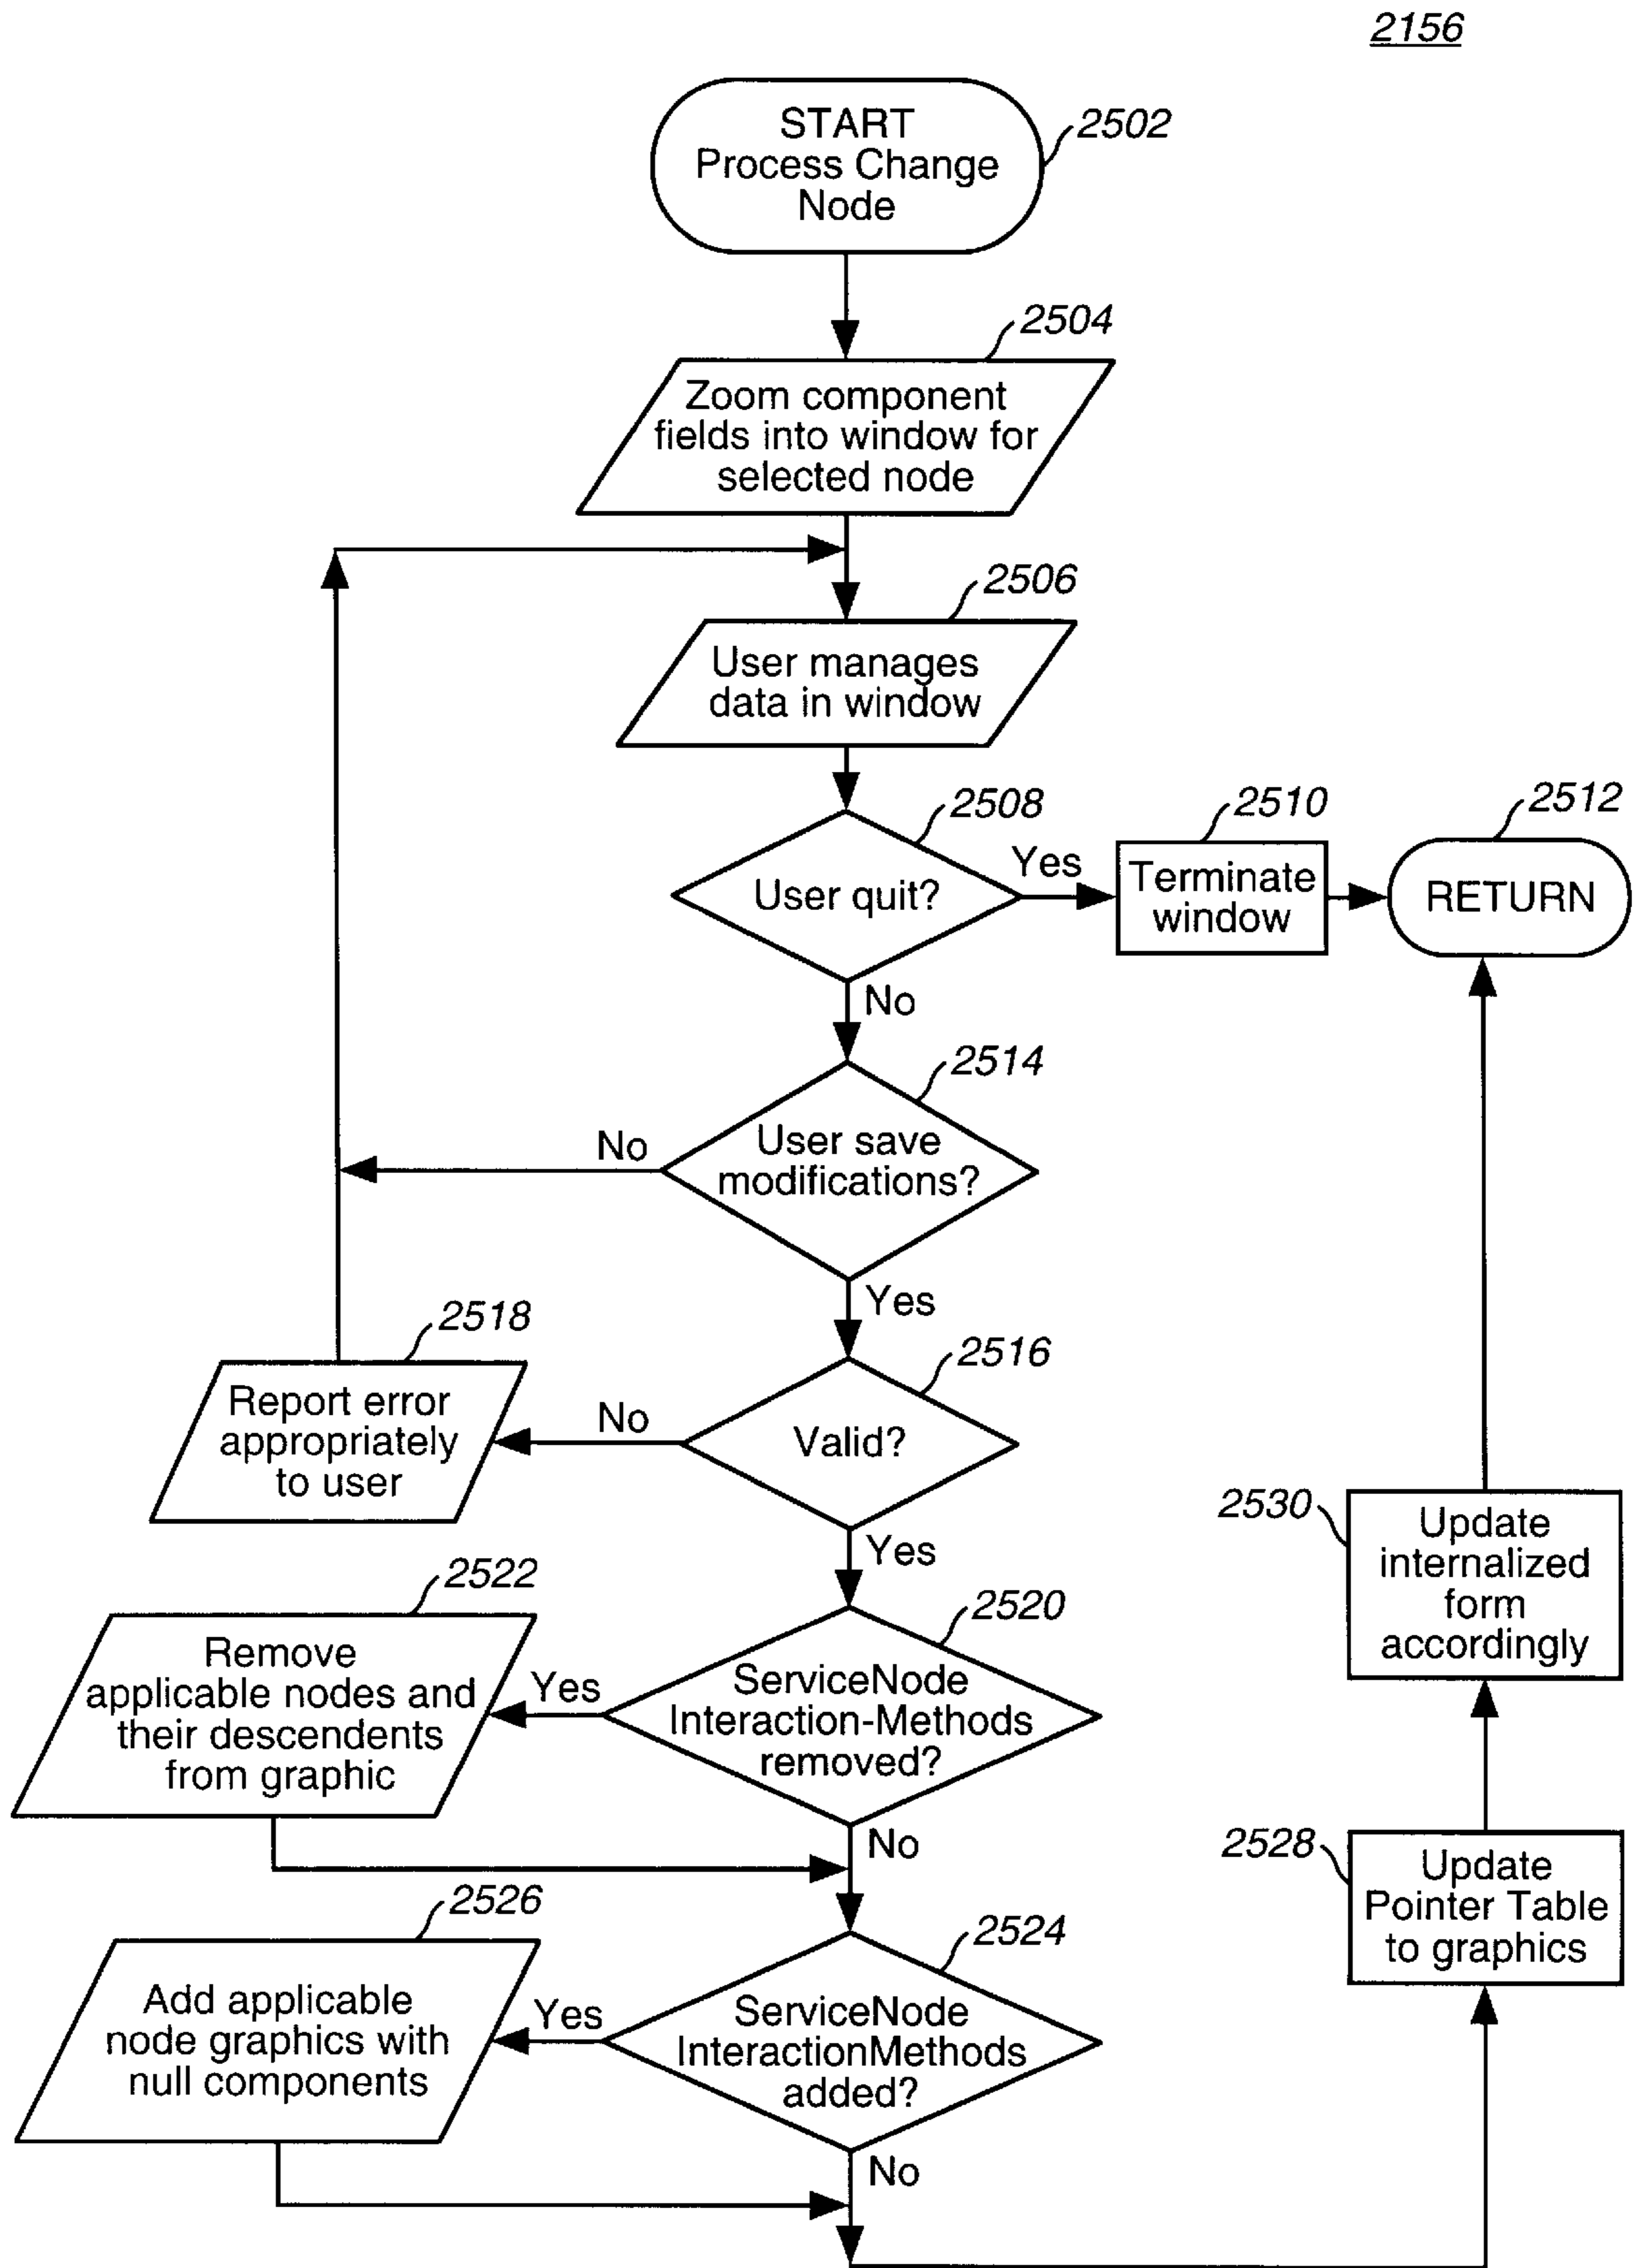 2156
START
Process Change
Node
2502
2504
Zoom component
fields into window for
selected node
2506
User manages
data in window
2508
User quit?
Yes
2510
Terminate
window
2512
RETURN
No
2514
User save
modifications?
No
Yes
2518
Report error
appropriately
to user
2516
Valid?
No
Yes
2522
Remove
applicable nodes and
their descendents
from graphic
2520
ServiceNode
Interaction-Methods
removed?
Yes
No
2526
Add applicable
node graphics with
null components
2524
ServiceNode
InteractionMethods
added?
Yes
No
2530
Update
internalized
form
accordingly
2528
Update
Pointer Table
to graphics